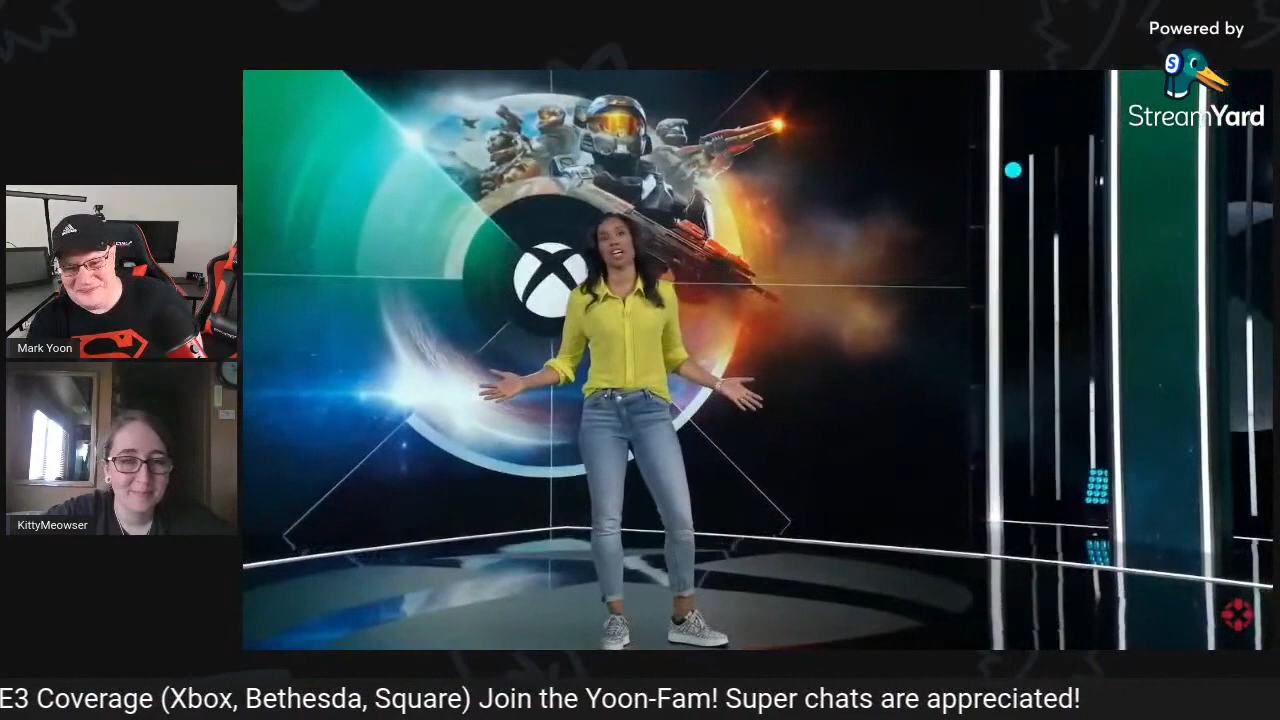 Powered by
S
StreamYard
Mark Yoon
KittyMeowser
E3 Coverage (Xbox, Bethesda, Square) Join the Yoon-Fam! Super chats are appreciated!